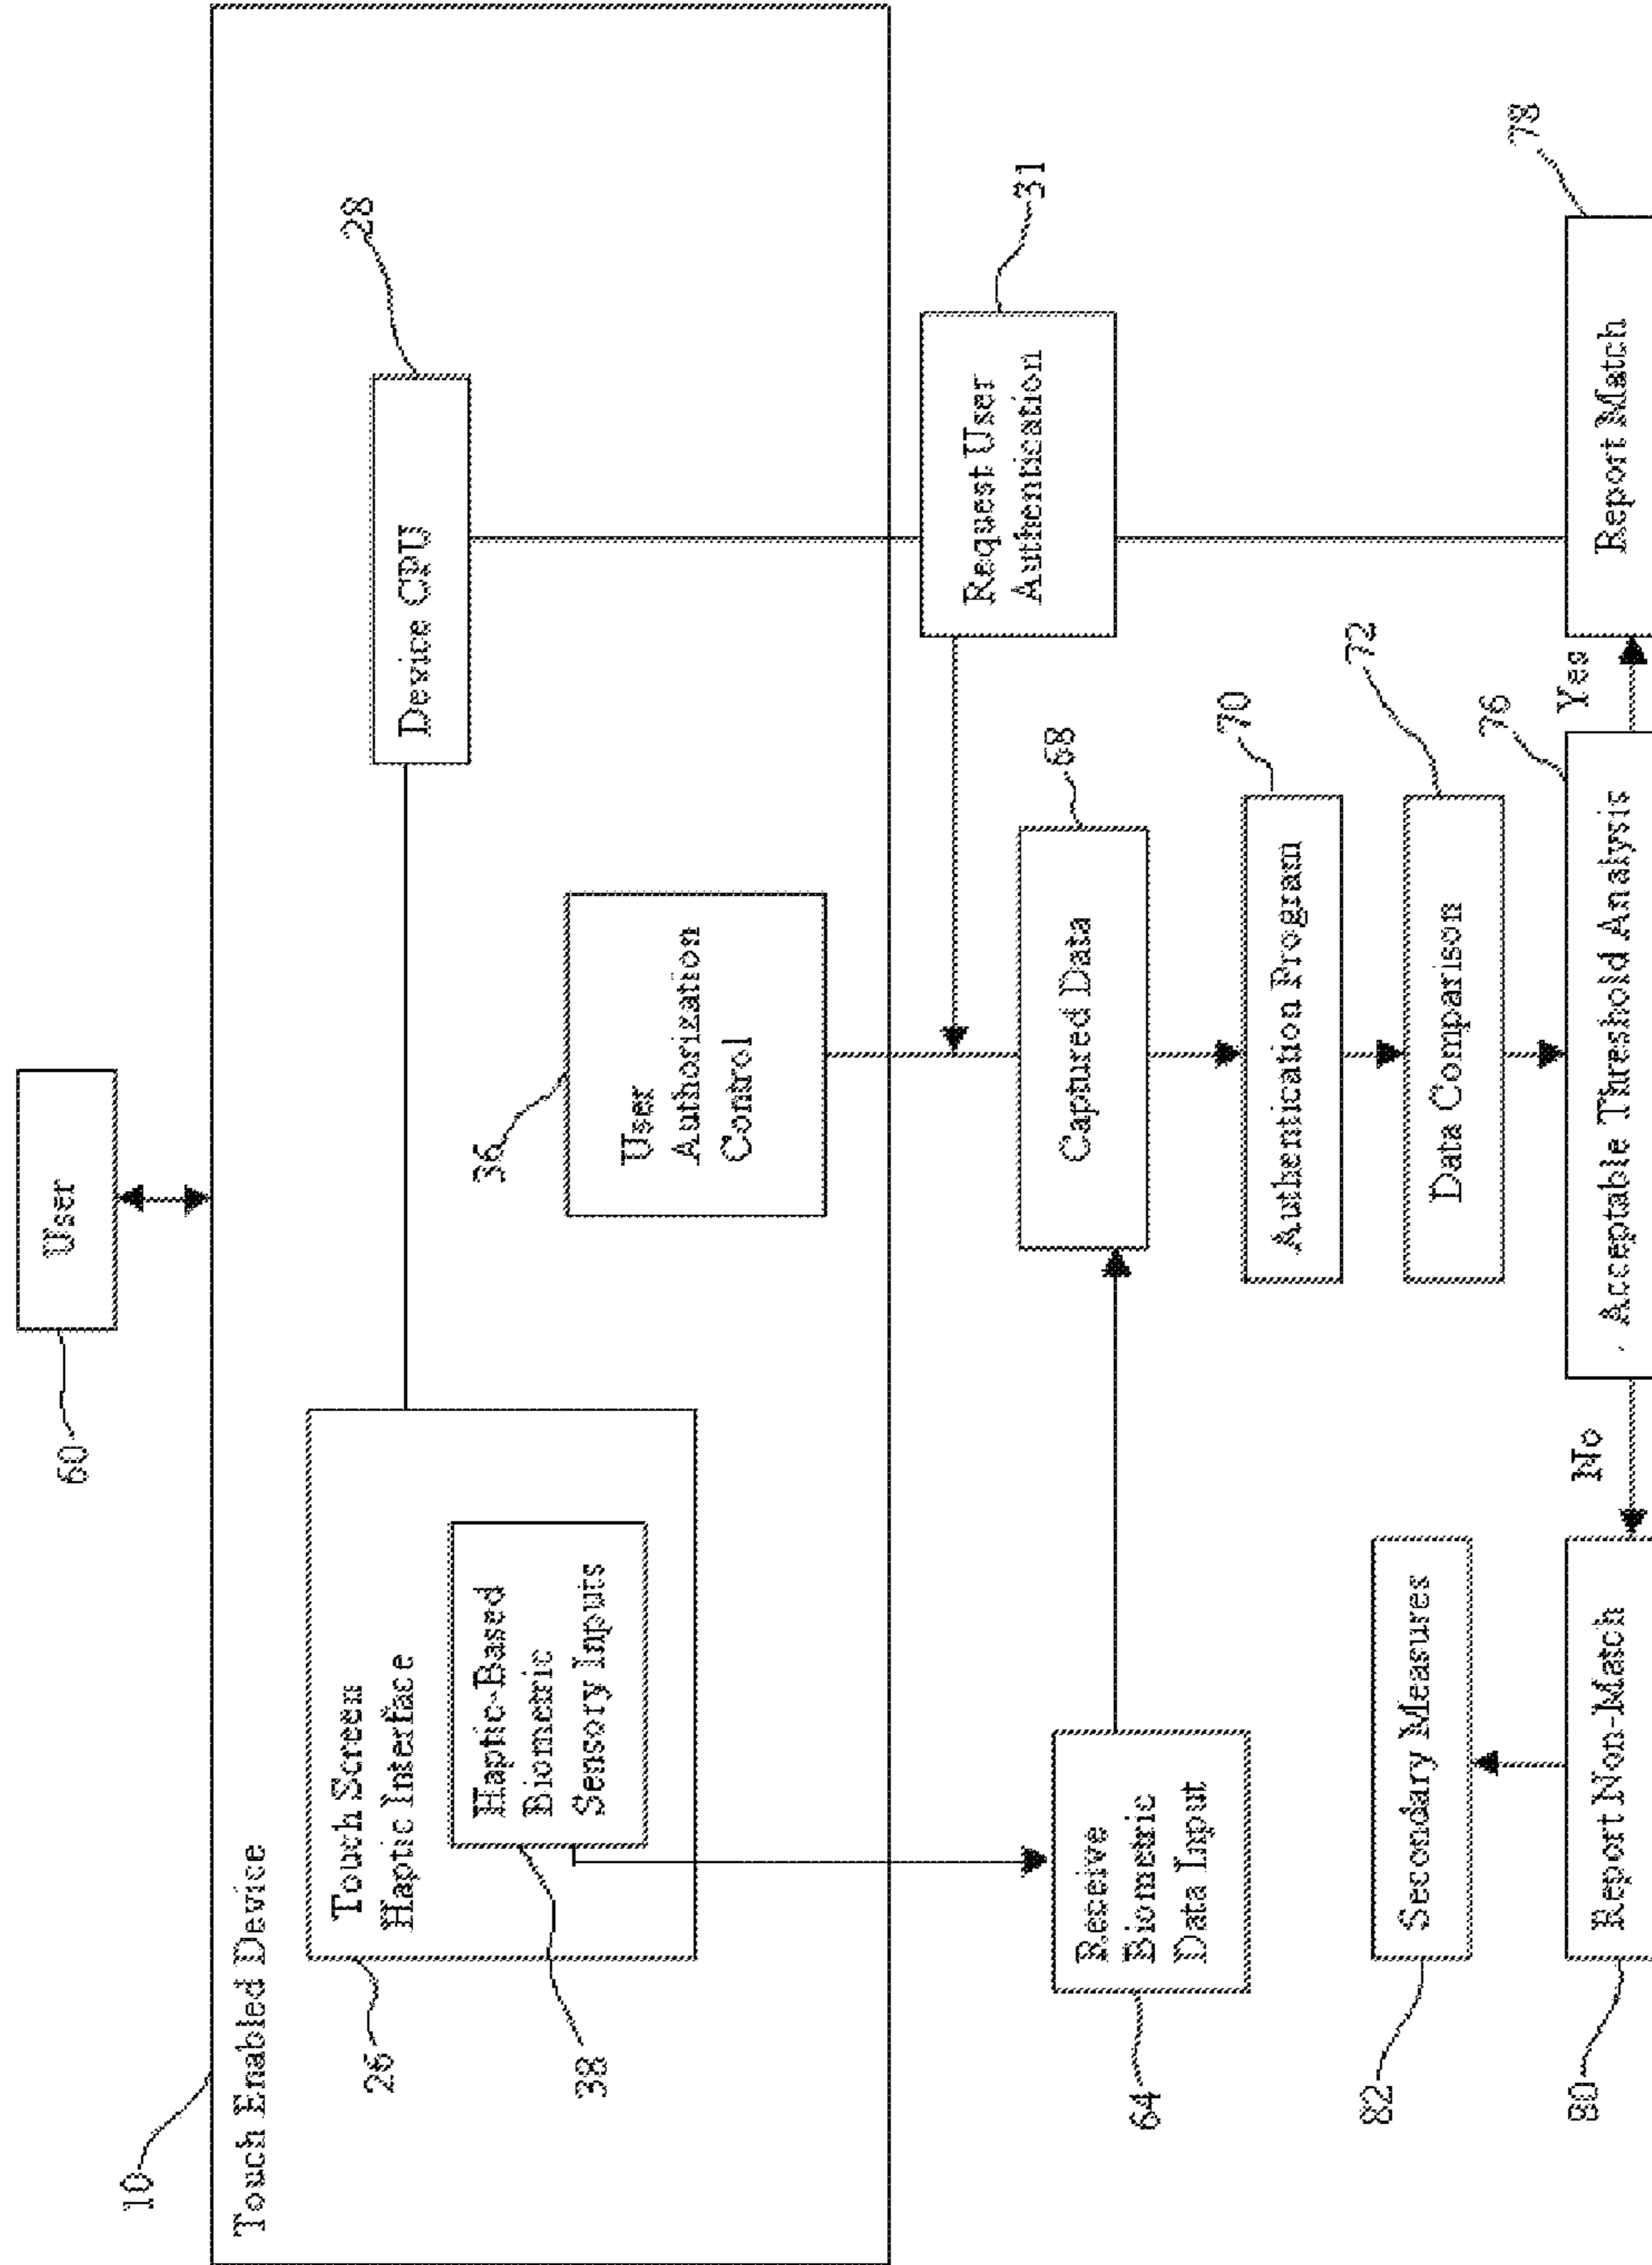 60
User
10
Touch Enabled Device
26
Touch Screen
Haptic Interface
38
Haptic-Based
Biometric
Sensory Inputs
28
Device CPU
36
User
Authorization
Control
31
Request User
Authentication
64
Receive
Biometric
Data Input
68
Captured Data
70
Authentication Program
72
Data Comparison
76
Acceptable Threshold Analysis
Yes
78
Report Match
No
80
Report Non-Match
82
Secondary Measures